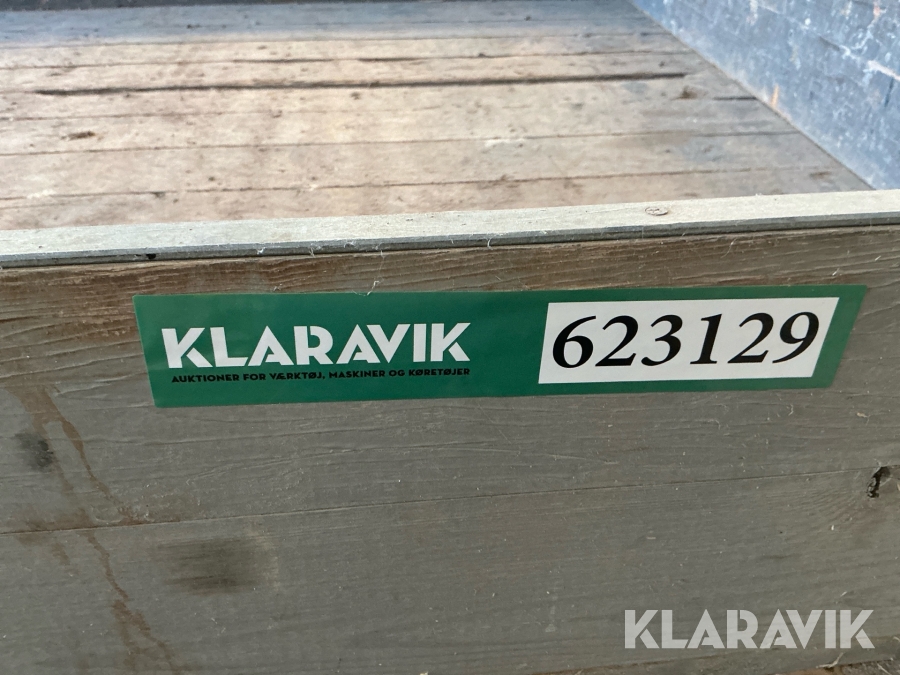 KLARAVIK
AUKTIONER FOR VÆRKTØJ, MASKINER OG KØRETØJER
623129
KLARAVIK